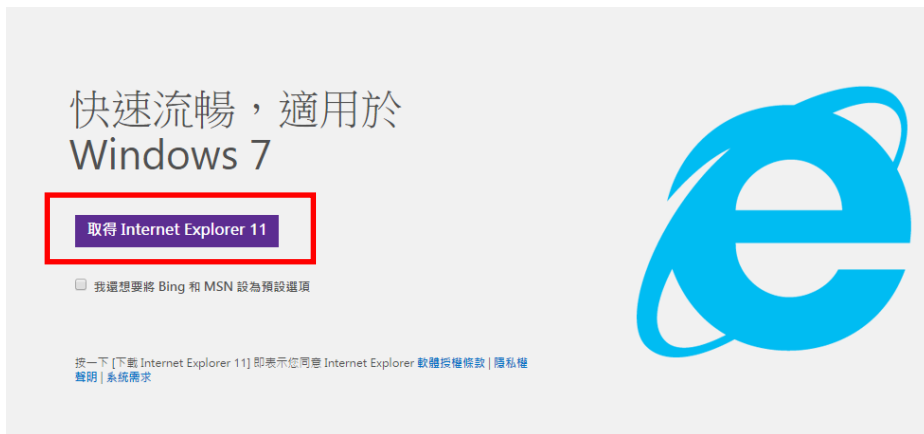 快速流暢，適用於
Windows 7
取得 Internet Explorer 11
我還想要將 Bing 和 MSN 設為預設選項
按一下 [下載 Internet Explorer 11] 即表示您同意 Internet Explorer 軟體授權條款 | 隱私權
聲明 | 系統需求